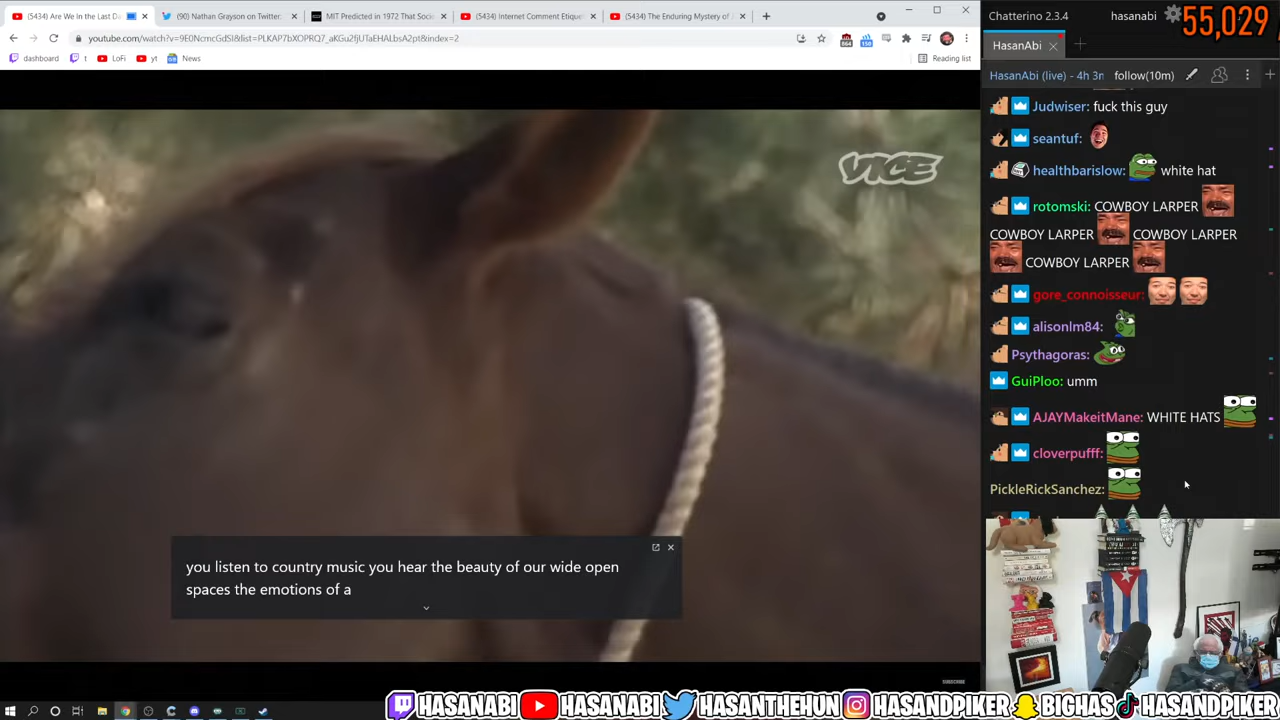 (5434) Are We In the Last Da
(90) Nathan Grayson on Twitter:
MIT Predicted in 1972 That Socie
(5434) Internet Comment Etique
(5434) The Enduring Mystery of J
youtube.com/watch?v=9E0NcmcGdSI&list=PLKAP7bXOPRQ7_aKGu2fjUTaEHALbsA2pt&index=2
864
150
dashboard
t
LoFi
yt
News
Reading list
VICE
you listen to country music you hear the beauty of our wide open
spaces the emotions of a
SUBSCRIBE
Chatterino 2.3.4
hasanabi
55,029
HasanAbi
HasanAbi (live) - 4h 3m
follow(10m)
Judwiser: fuck this guy
seantuf:
healthbarislow: white hat
rotomski: COWBOY LARPER
COWBOY LARPER COWBOY LARPER
COWBOY LARPER
gore_connoisseur:
alisonlm84:
Psythagoras:
GuiPloo: umm
AJAYMakeitMane: WHITE HATS
cloverpufff:
PickleRickSanchez:
HASANABI HASANABI HASANTHEHUN HASANDPIKER BIGHAS HASANDPIKER